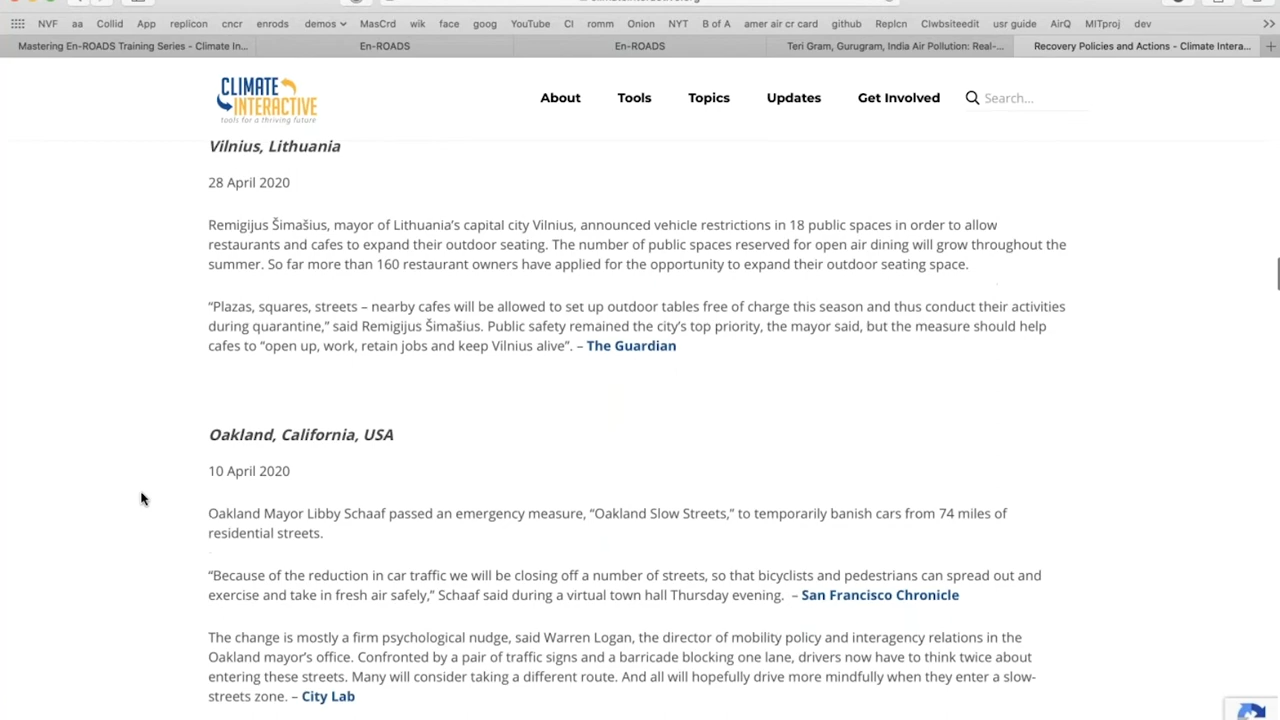 climateinteractive.org
NVF aa Collid App replicon cncr enrods demos MasCrd wik face goog YouTube CI romm Onion NYT B of A amer air cr card github Replcn Clwbsiteedit usr guide AirQ MITproj dev
Mastering En-ROADS Training Series - Climate In... En-ROADS En-ROADS Teri Gram, Gurugram, India Air Pollution: Real-... Recovery Policies and Actions - Climate Intera...
CLIMATE
INTERACTIVE
tools for a thriving future
About Tools Topics Updates Get Involved Search...
Vilnius, Lithuania
28 April 2020
Remigijus Šimašius, mayor of Lithuania’s capital city Vilnius, announced vehicle restrictions in 18 public spaces in order to allow
restaurants and cafes to expand their outdoor seating. The number of public spaces reserved for open air dining will grow throughout the
summer. So far more than 160 restaurant owners have applied for the opportunity to expand their outdoor seating space.
“Plazas, squares, streets – nearby cafes will be allowed to set up outdoor tables free of charge this season and thus conduct their activities
during quarantine,” said Remigijus Šimašius. Public safety remained the city’s top priority, the mayor said, but the measure should help
cafes to “open up, work, retain jobs and keep Vilnius alive”. – The Guardian
Oakland, California, USA
10 April 2020
Oakland Mayor Libby Schaaf passed an emergency measure, “Oakland Slow Streets,” to temporarily banish cars from 74 miles of
residential streets.
“Because of the reduction in car traffic we will be closing off a number of streets, so that bicyclists and pedestrians can spread out and
exercise and take in fresh air safely,” Schaaf said during a virtual town hall Thursday evening. – San Francisco Chronicle
The change is mostly a firm psychological nudge, said Warren Logan, the director of mobility policy and interagency relations in the
Oakland mayor’s office. Confronted by a pair of traffic signs and a barricade blocking one lane, drivers now have to think twice about
entering these streets. Many will consider taking a different route. And all will hopefully drive more mindfully when they enter a slow-
streets zone. – City Lab